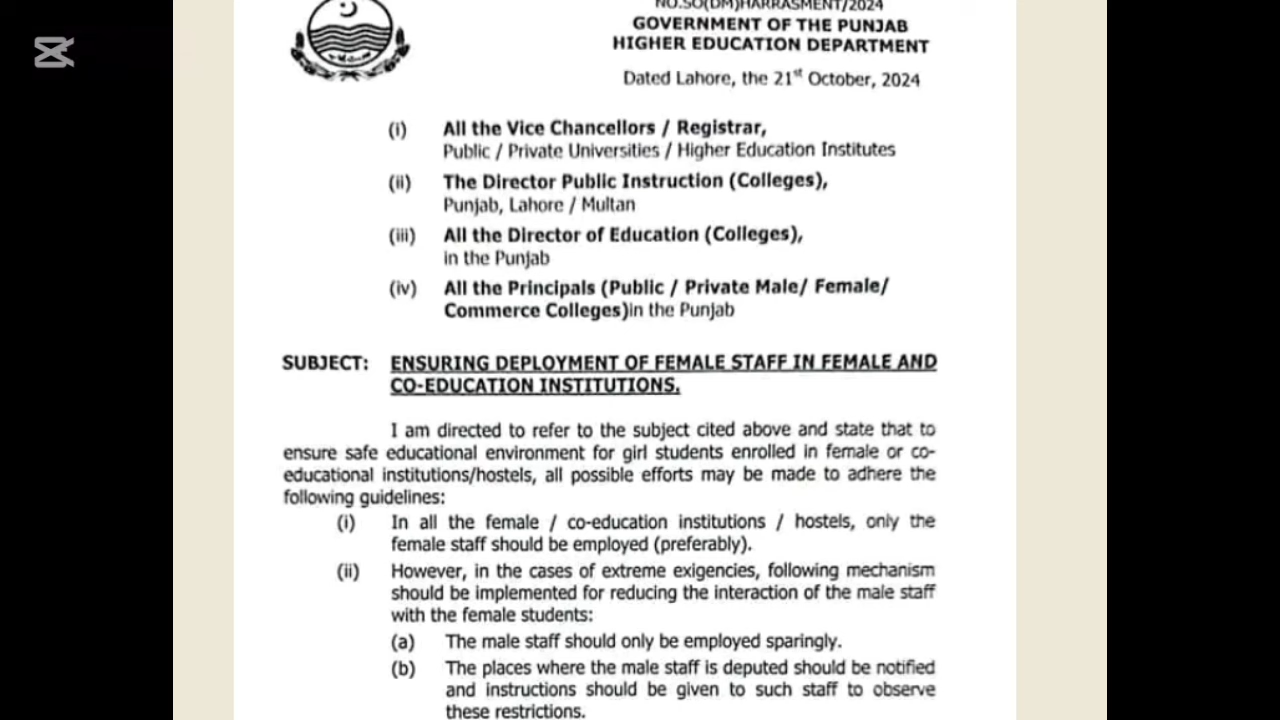 NO.SO(DM)HARRASMENT/2024
GOVERNMENT OF THE PUNJAB
HIGHER EDUCATION DEPARTMENT
Dated Lahore, the 21st October, 2024
(i) All the Vice Chancellors / Registrar,
Public / Private Universities / Higher Education Institutes
(ii) The Director Public Instruction (Colleges),
Punjab, Lahore / Multan
(iii) All the Director of Education (Colleges),
in the Punjab
(iv) All the Principals (Public / Private Male/ Female/
Commerce Colleges)in the Punjab
SUBJECT: ENSURING DEPLOYMENT OF FEMALE STAFF IN FEMALE AND
CO-EDUCATION INSTITUTIONS.
I am directed to refer to the subject cited above and state that to
ensure safe educational environment for girl students enrolled in female or co-
educational institutions/hostels, all possible efforts may be made to adhere the
following guidelines:
(i) In all the female / co-education institutions / hostels, only the
female staff should be employed (preferably).
(ii) However, in the cases of extreme exigencies, following mechanism
should be implemented for reducing the interaction of the male staff
with the female students:
(a) The male staff should only be employed sparingly.
(b) The places where the male staff is deputed should be notified
and instructions should be given to such staff to observe
these restrictions.